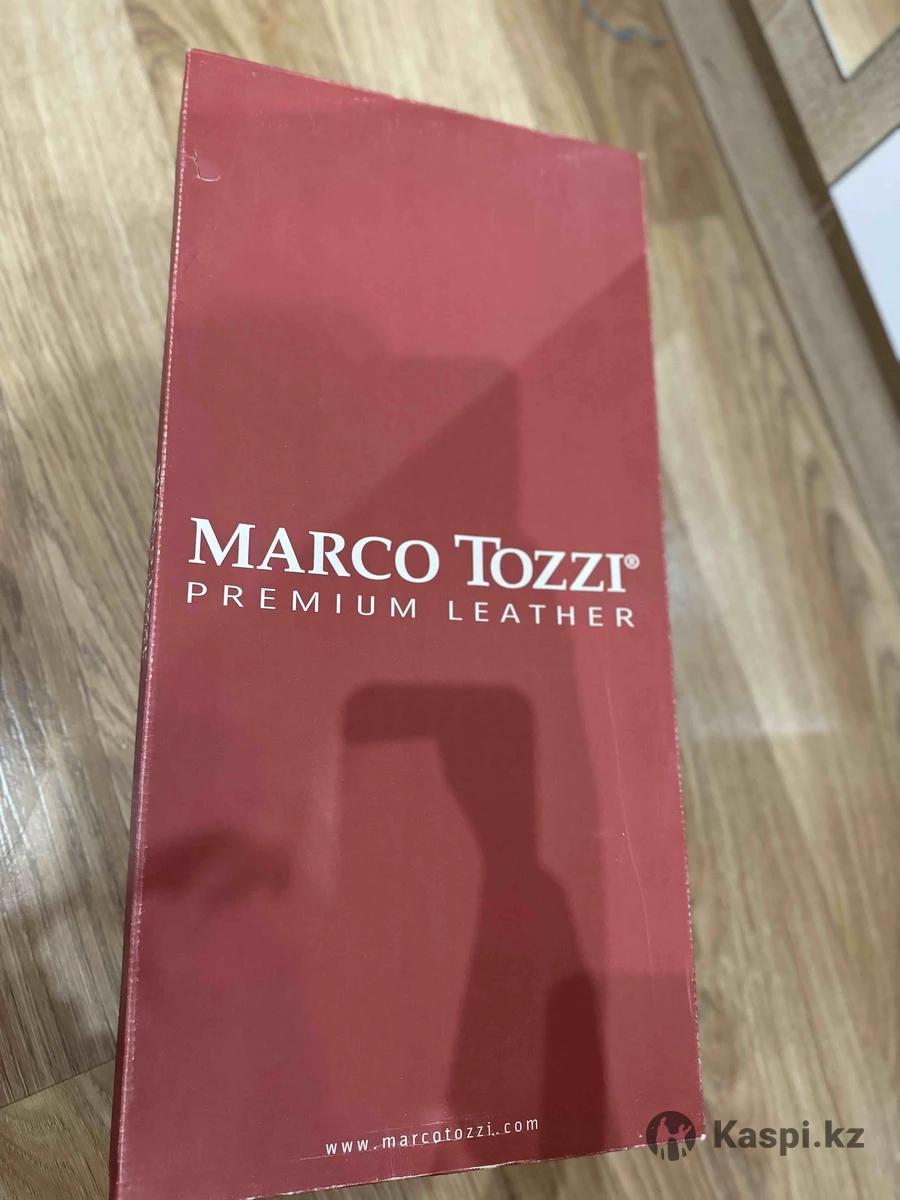 MARCO TOZZI®
PREMIUM LEATHER
www.marcotozzi.com
Kaspi.kz